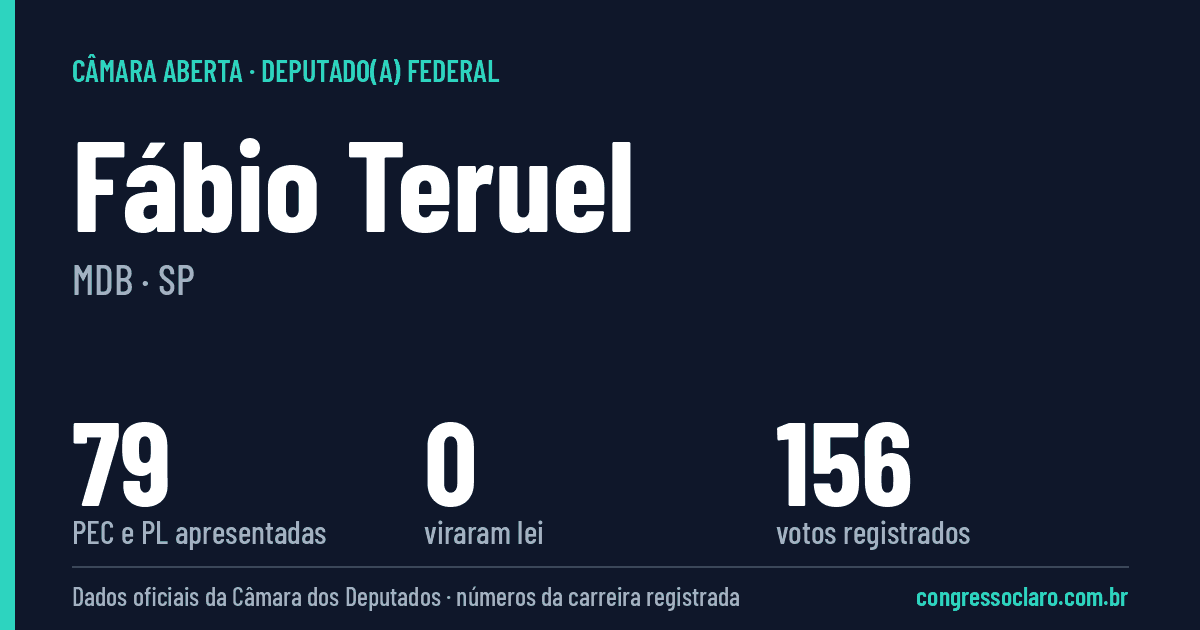 CÂMARA ABERTA · DEPUTADO(A) FEDERAL
Fábio Teruel
MDB · SP
79
PEC e PL apresentadas
0
viraram lei
156
votos registrados
Dados oficiais da Câmara dos Deputados · números da carreira registrada
congressoclaro.com.br